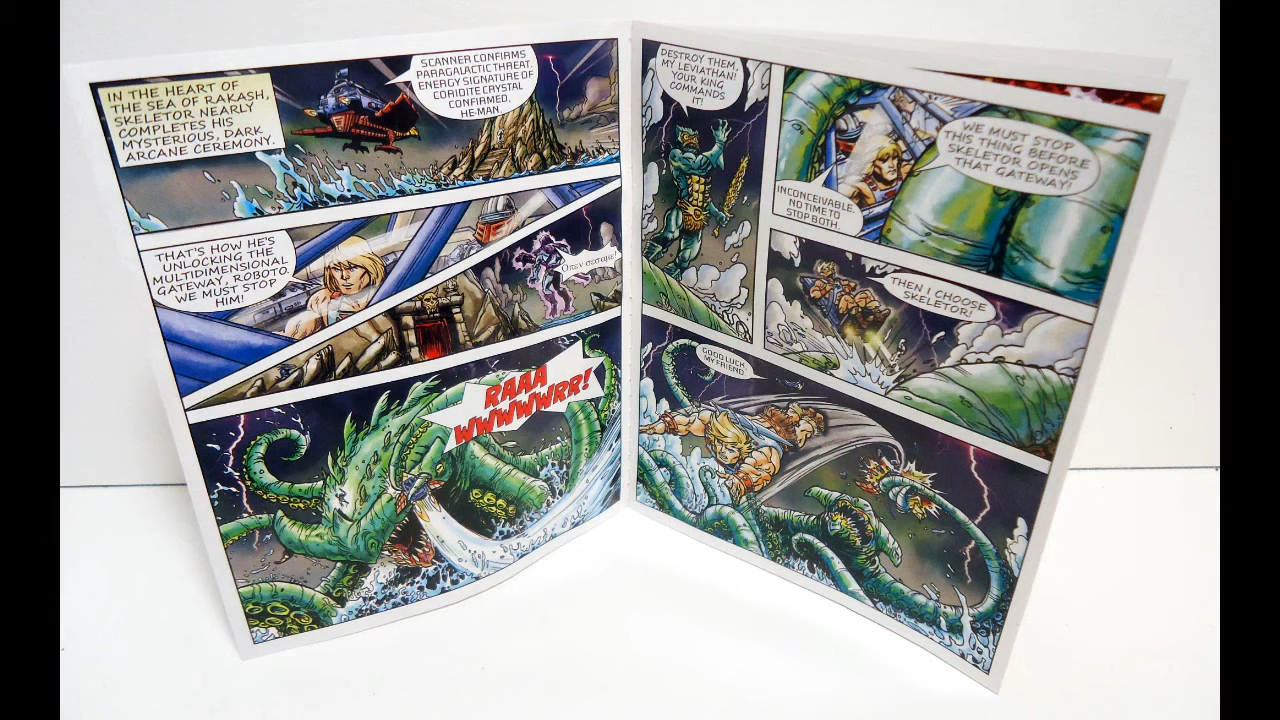 IN THE HEART OF
THE SEA OF RAKASH,
SKELETOR NEARLY
COMPLETES HIS
MYSTERIOUS, DARK
ARCANE CEREMONY.
SCANNER CONFIRMS
PARAGALACTIC THREAT.
ENERGY SIGNATURE OF
CORIDITE CRYSTAL
CONFIRMED,
HE-MAN.
THAT'S HOW HE'S
UNLOCKING THE
MULTIDIMENSIONAL
GATEWAY, ROBOTO.
WE MUST STOP
HIM!
Οπεν σεσαμε!
RAAA
WWWWWRR!
DESTROY THEM,
MY LEVIATHAN!
YOUR KING
COMMANDS
IT!
WE MUST STOP
THIS THING BEFORE
SKELETOR OPENS
THAT GATEWAY!
INCONCEIVABLE.
NO TIME TO
STOP BOTH.
THEN I CHOOSE
SKELETOR!
GOOD LUCK,
MY FRIEND.